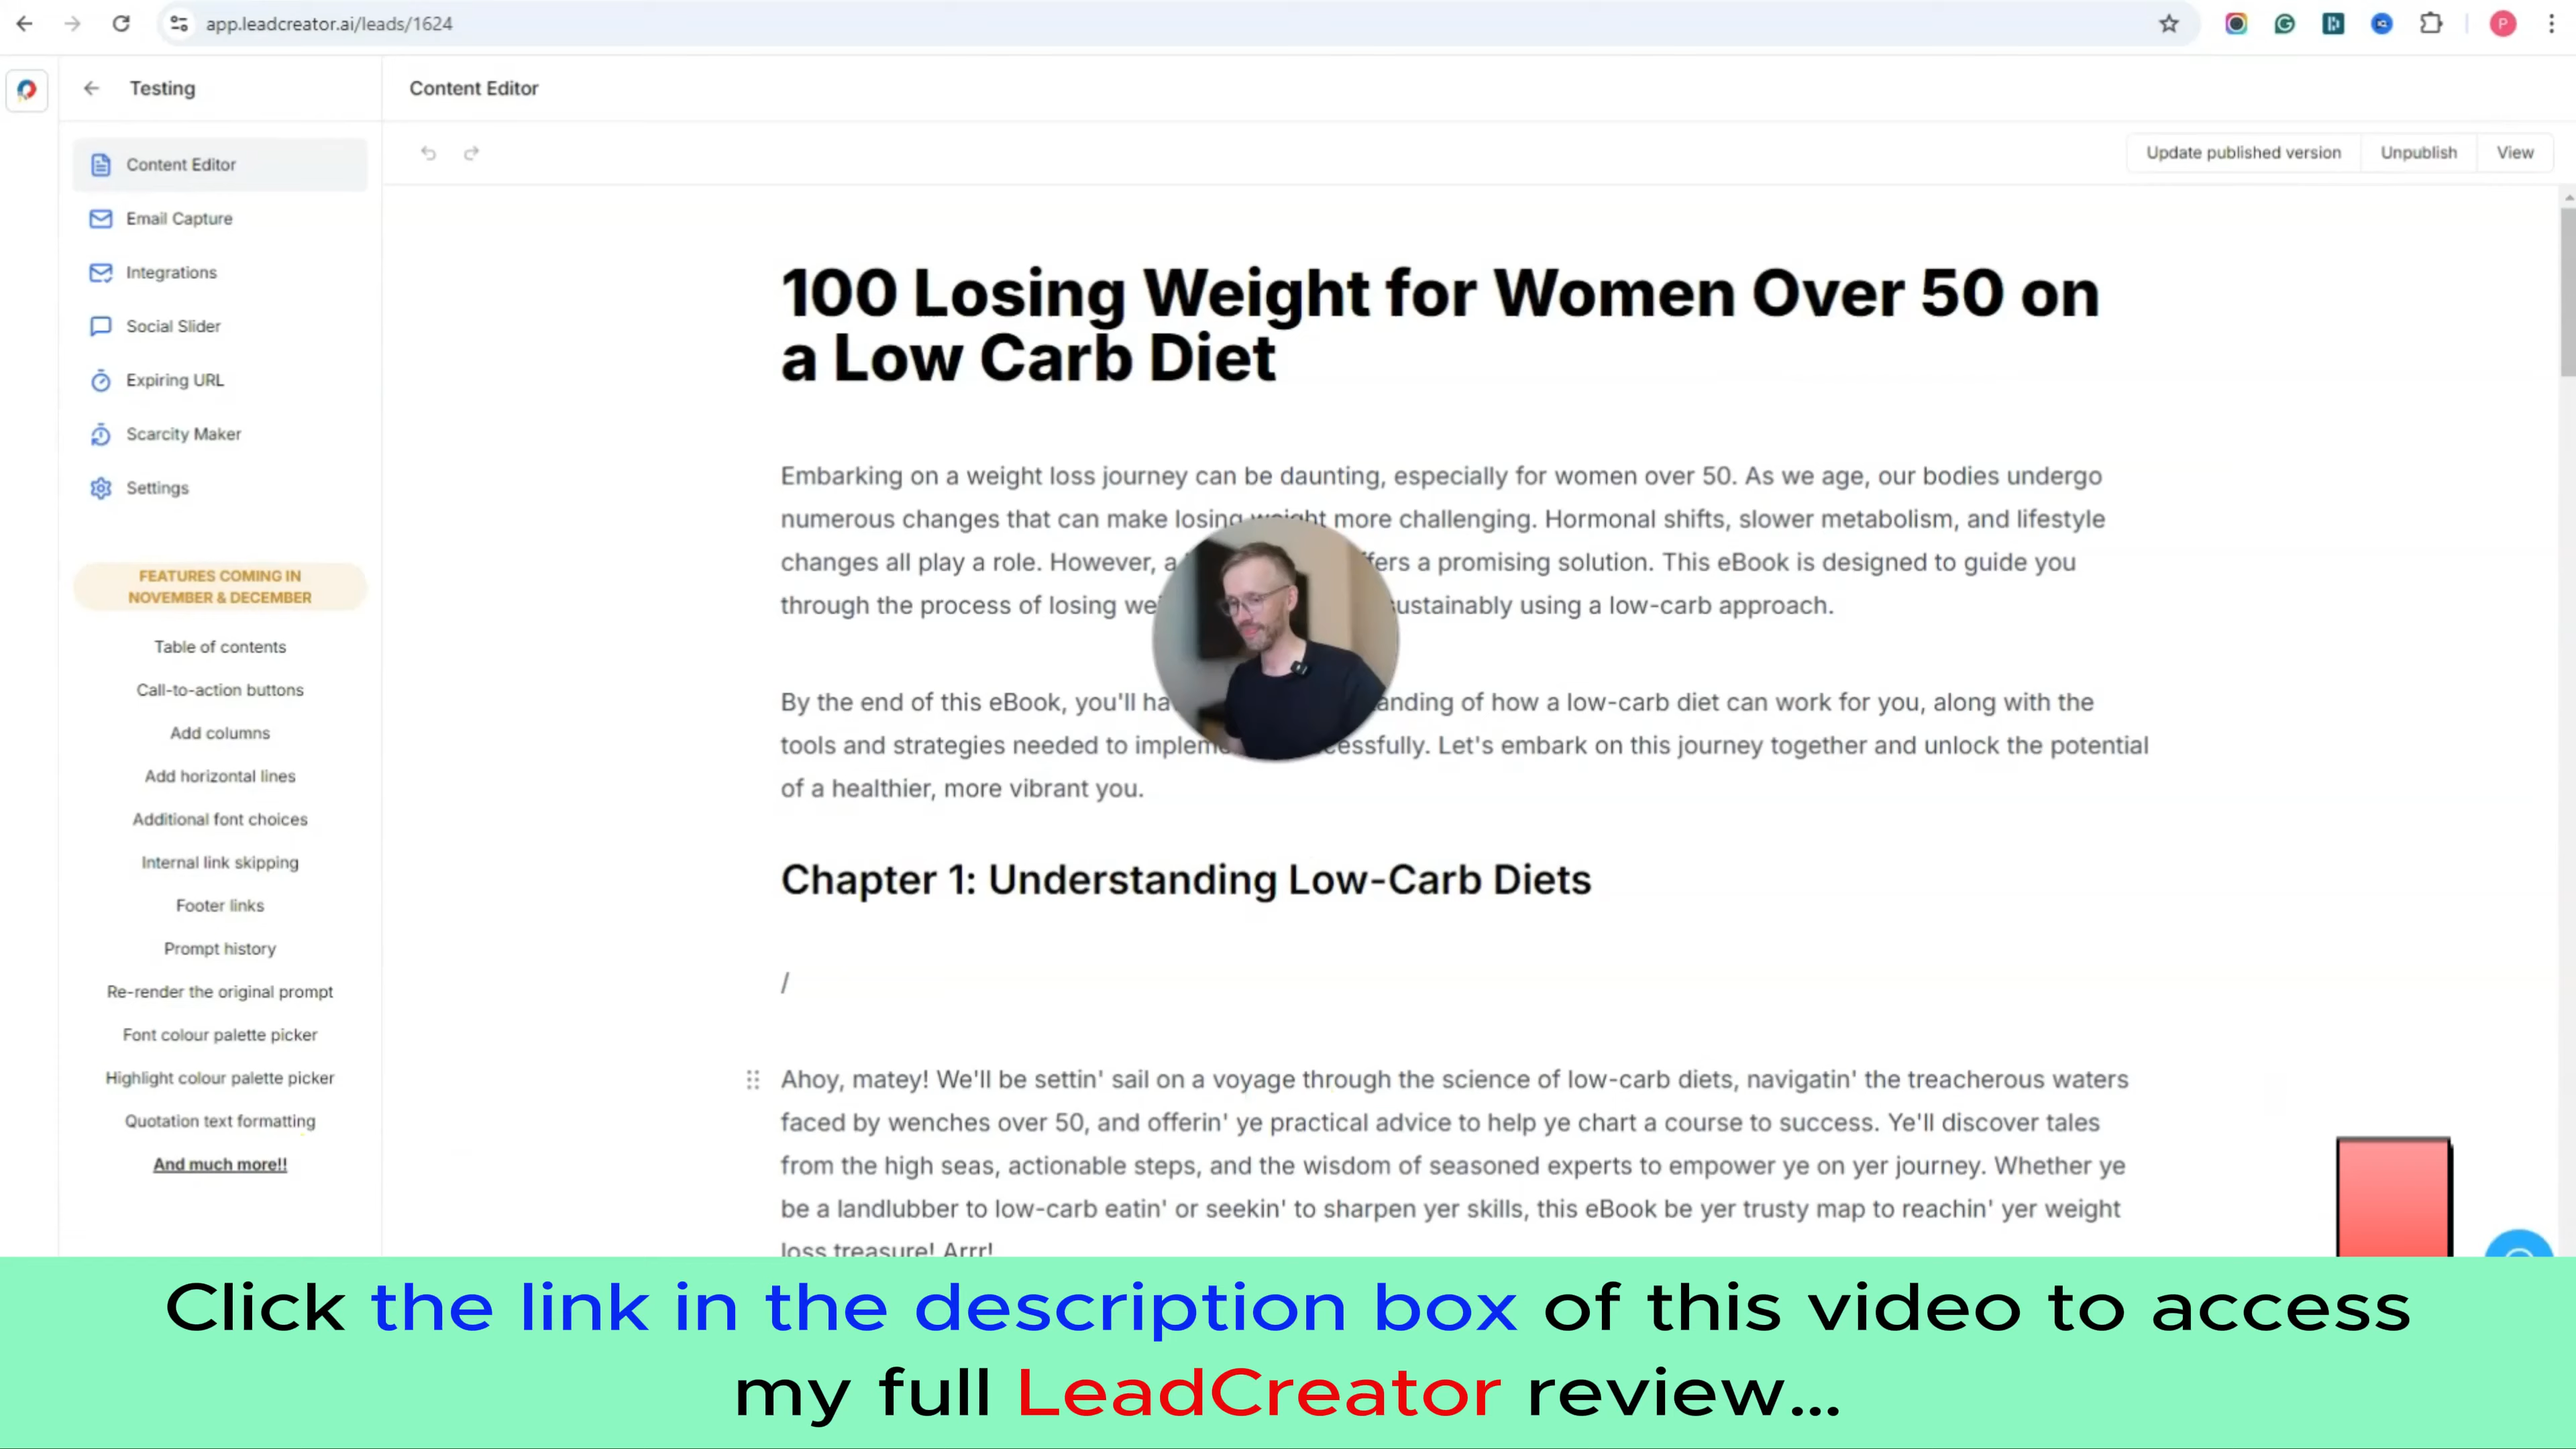 app.leadcreator.ai/leads/1624
P
Testing
Content Editor
Content Editor
Email Capture
Integrations
Social Slider
Expiring URL
Scarcity Maker
Settings
FEATURES COMING IN
NOVEMBER & DECEMBER
Table of contents
Call-to-action buttons
Add columns
Add horizontal lines
Additional font choices
Internal link skipping
Footer links
Prompt history
Re-render the original prompt
Font colour palette picker
Highlight colour palette picker
Quotation text formatting
And much more!!
Update published version Unpublish View
100 Losing Weight for Women Over 50 on
a Low Carb Diet
Embarking on a weight loss journey can be daunting, especially for women over 50. As we age, our bodies undergo
numerous changes that can make losing weight more challenging. Hormonal shifts, slower metabolism, and lifestyle
changes all play a role. However, a a promising solution. This eBook is designed to guide you
through the process of losing using a low-carb approach.
By the end of this eBook, you'll of how a low-carb diet can work for you, along with the
tools and strategies needed to Let's embark on this journey together and unlock the potential
of a healthier, more vibrant you.
Chapter 1: Understanding Low-Carb Diets
/
Ahoy, matey! We'll be settin' sail on a voyage through the science of low-carb diets, navigatin' the treacherous waters
faced by wenches over 50, and offerin' ye practical advice to help ye chart a course to success. Ye'll discover tales
from the high seas, actionable steps, and the wisdom of seasoned experts to empower ye on yer journey. Whether ye
be a landlubber to low-carb eatin' or seekin' to sharpen yer skills, this eBook be yer trusty map to reachin' yer weight
loss treasure! Arrr!
Click the link in the description box of this video to access
my full LeadCreator review...